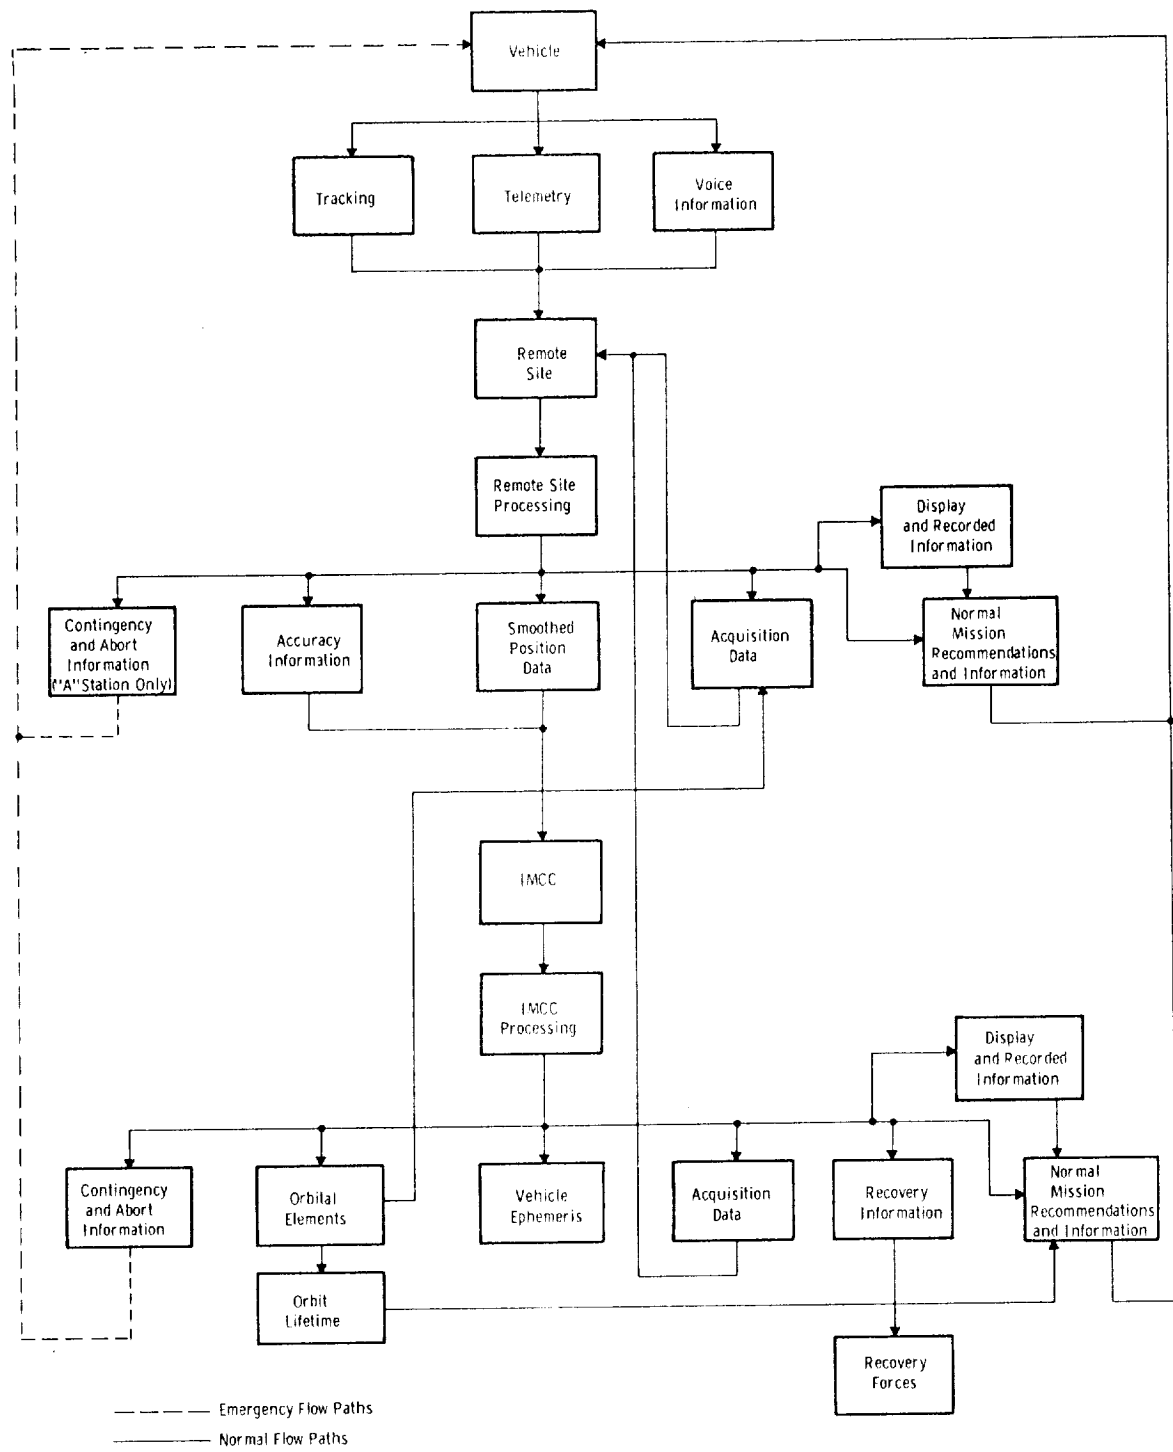 Vehicle
Tracking
Telemetry
Voice
Information
Remote
Site
Remote Site
Processing
Display
and Recorded
Information
Contingency
and Abort
Information
("A" Station Only)
Accuracy
Information
Smoothed
Position
Data
Acquisition
Data
Normal
Mission
Recommendations
and Information
IMCC
IMCC
Processing
Display
and Recorded
Information
Contingency
and Abort
Information
Orbital
Elements
Vehicle
Ephemeris
Acquisition
Data
Recovery
Information
Normal
Mission
Recommendations
and Information
Orbit
Lifetime
Recovery
Forces
Emergency Flow Paths
Normal Flow Paths